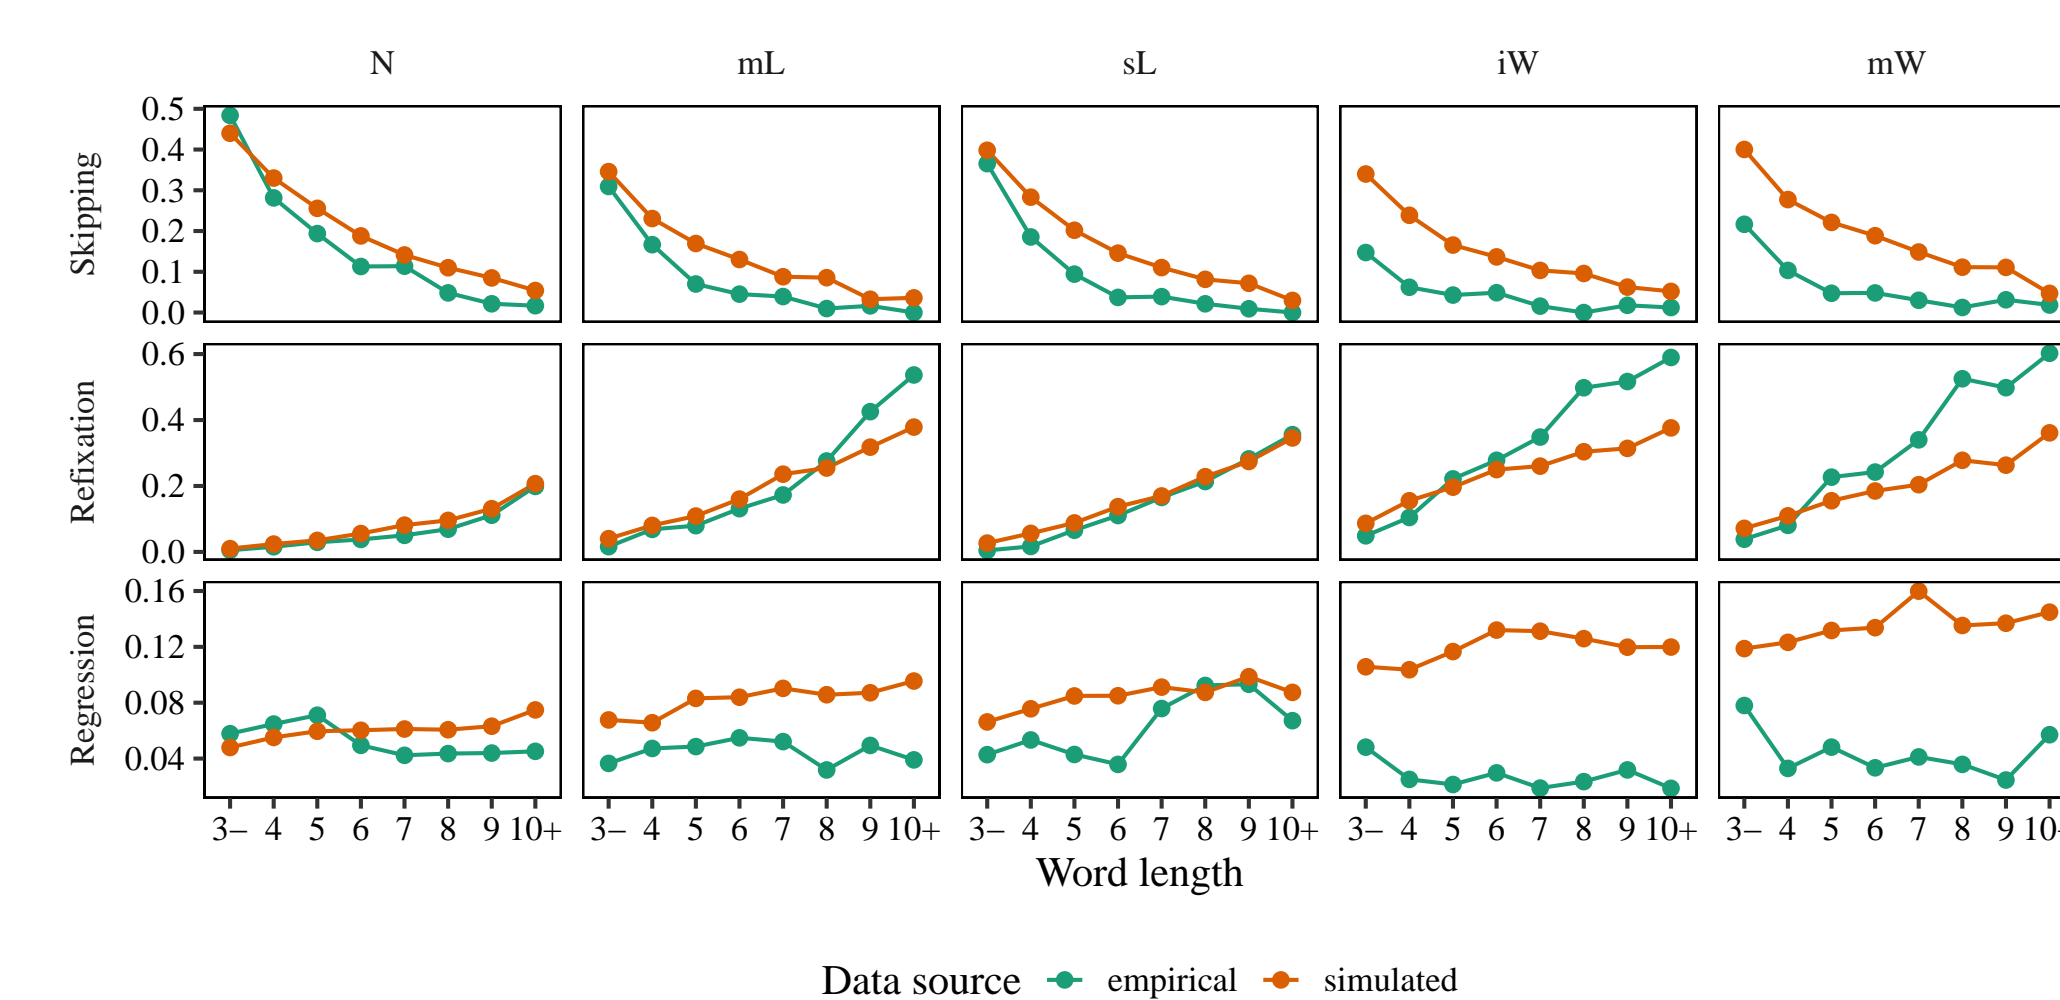 N mL sL iW mW
Skipping
0.5
0.4
0.3
0.2
0.1
0.0
Refixation
0.6
0.4
0.2
0.0
Regression
0.16
0.12
0.08
0.04
3– 4 5 6 7 8 9 10+ 3– 4 5 6 7 8 9 10+ 3– 4 5 6 7 8 9 10+ 3– 4 5 6 7 8 9 10+ 3– 4 5 6 7 8 9 10+
Word length
Data source empirical simulated